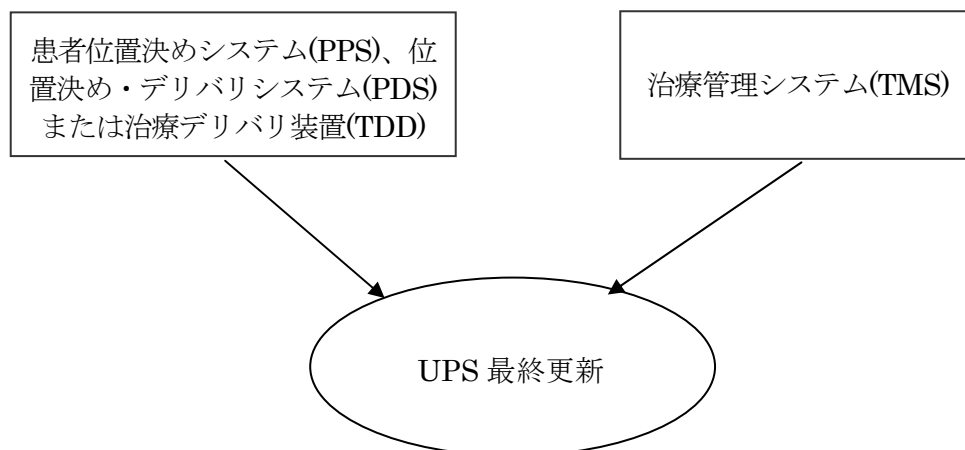 患者位置決めシステム(PPS)、位
置決め・デリバリシステム(PDS)
または治療デリバリ装置(TDD)
治療管理システム(TMS)
UPS 最終更新